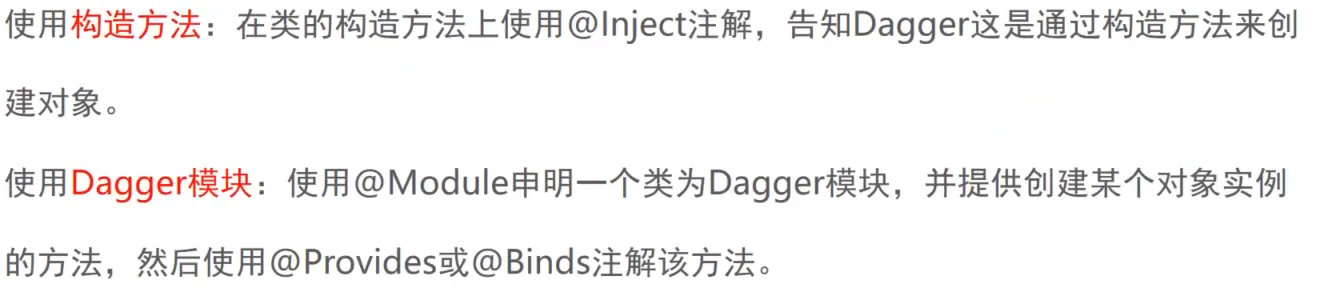 使用构造方法：在类的构造方法上使用@Inject注解，告知Dagger这是通过构造方法来创
建对象。
使用Dagger模块：使用@Module申明一个类为Dagger模块，并提供创建某个对象实例
的方法，然后使用@Provides或@Binds注解该方法。